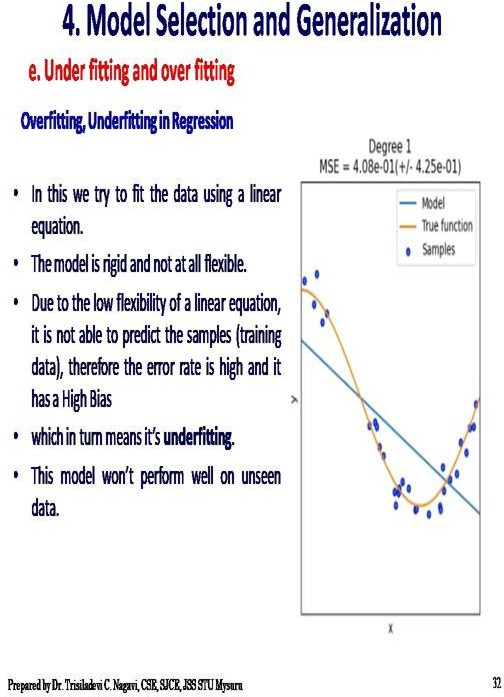 4. Model Selection and Generalization
e. Under fitting and over fitting
Overfitting, Underfitting in Regression
Degree 1
MSE = 4.08e-01(+/- 4.25e-01)
Model
True function
Samples
• In this we try to fit the data using a linear
equation.
• The model is rigid and not at all flexible.
• Due to the low flexibility of a linear equation,
it is not able to predict the samples (training
data), therefore the error rate is high and it
has a High Bias
• which in turn means it’s underfitting.
• This model won’t perform well on unseen
data.
y
x
Prepared by Dr. Trisiladevi C. Nagavi, CSE, SJCE, JSS STU Mysuru
32